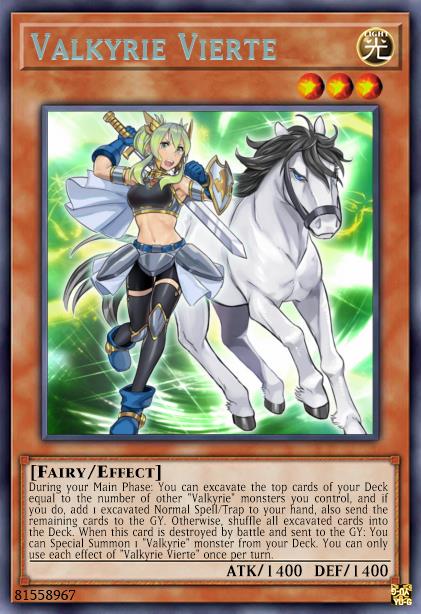 VALKYRIE VIERTE
LIGHT
光
[FAIRY/EFFECT]
During your Main Phase: You can excavate the top cards of your Deck
equal to the number of other "Valkyrie" monsters you control, and if
you do, add 1 excavated Normal Spell/Trap to your hand, also send the
remaining cards to the GY. Otherwise, shuffle all excavated cards into
the Deck. When this card is destroyed by battle and sent to the GY: You
can Special Summon 1 "Valkyrie" monster from your Deck. You can only
use each effect of "Valkyrie Vierte" once per turn.
ATK/1400 DEF/1400
81558967